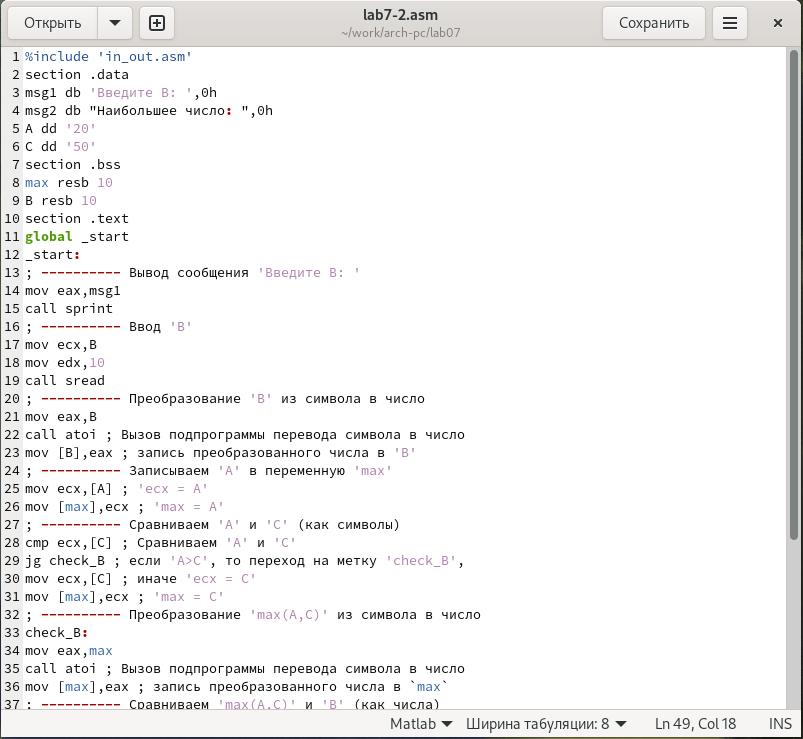 Открыть
lab7-2.asm
~/work/arch-pc/lab07
Сохранить
1 %include 'in_out.asm'
2 section .data
3 msg1 db 'Введите B: ',0h
4 msg2 db "Наибольшее число: ",0h
5 A dd '20'
6 C dd '50'
7 section .bss
8 max resb 10
9 B resb 10
10 section .text
11 global _start
12 _start:
13 ; ---------- Вывод сообщения 'Введите B: '
14 mov eax,msg1
15 call sprint
16 ; ---------- Ввод 'B'
17 mov ecx,B
18 mov edx,10
19 call sread
20 ; ---------- Преобразование 'B' из символа в число
21 mov eax,B
22 call atoi ; Вызов подпрограммы перевода символа в число
23 mov [B],eax ; запись преобразованного числа в 'B'
24 ; ---------- Записываем 'A' в переменную 'max'
25 mov ecx,[A] ; 'ecx = A'
26 mov [max],ecx ; 'max = A'
27 ; ---------- Сравниваем 'A' и 'С' (как символы)
28 cmp ecx,[C] ; Сравниваем 'A' и 'С'
29 jg check_B ; если 'A>C', то переход на метку 'check_B',
30 mov ecx,[C] ; иначе 'ecx = C'
31 mov [max],ecx ; 'max = C'
32 ; ---------- Преобразование 'max(A,C)' из символа в число
33 check_B:
34 mov eax,max
35 call atoi ; Вызов подпрограммы перевода символа в число
36 mov [max],eax ; запись преобразованного числа в `max`
37 ; ---------- Сравниваем 'max(A,C)' и 'B' (как числа)
Matlab
Ширина табуляции: 8
Ln 49, Col 18
INS